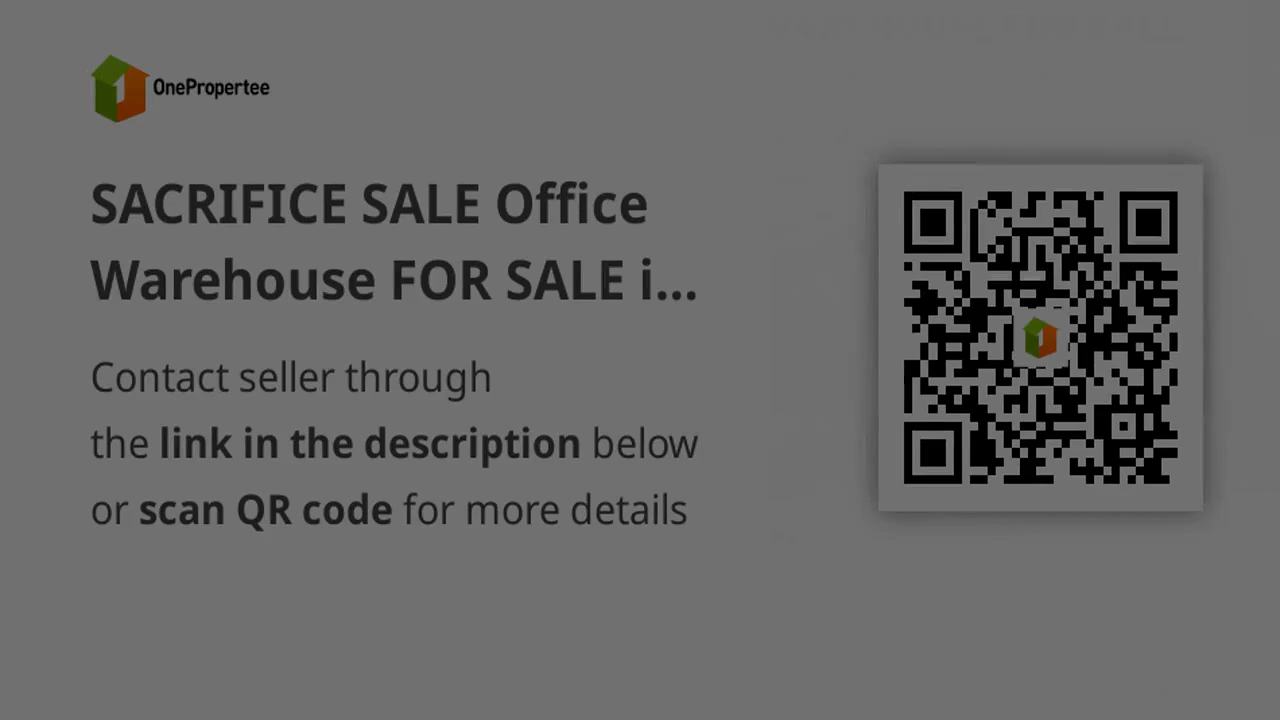 OnePropertee
SACRIFICE SALE Office
Warehouse FOR SALE i...
Contact seller through
the link in the description below
or scan QR code for more details